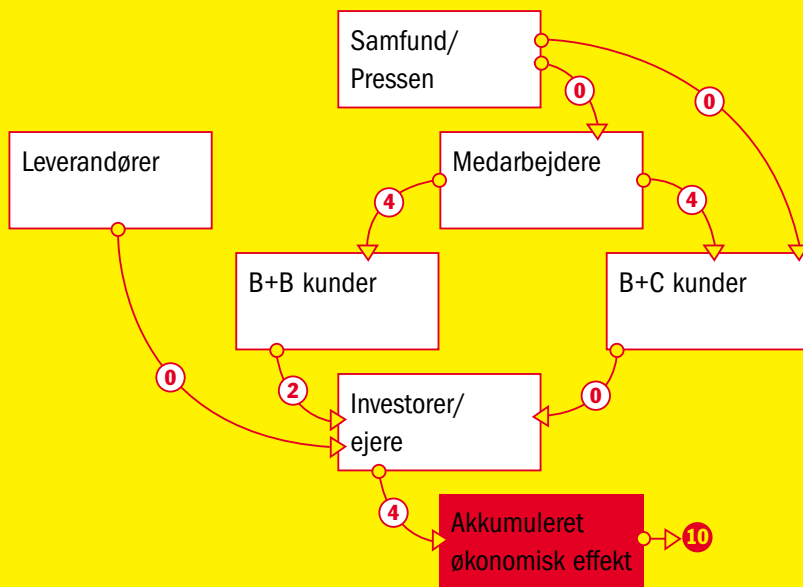 Samfund/
Pressen
0
0
Leverandører
Medarbejdere
4
4
B+B kunder
B+C kunder
0
2
0
Investorer/
ejere
4
Akkumuleret
økonomisk effekt
10